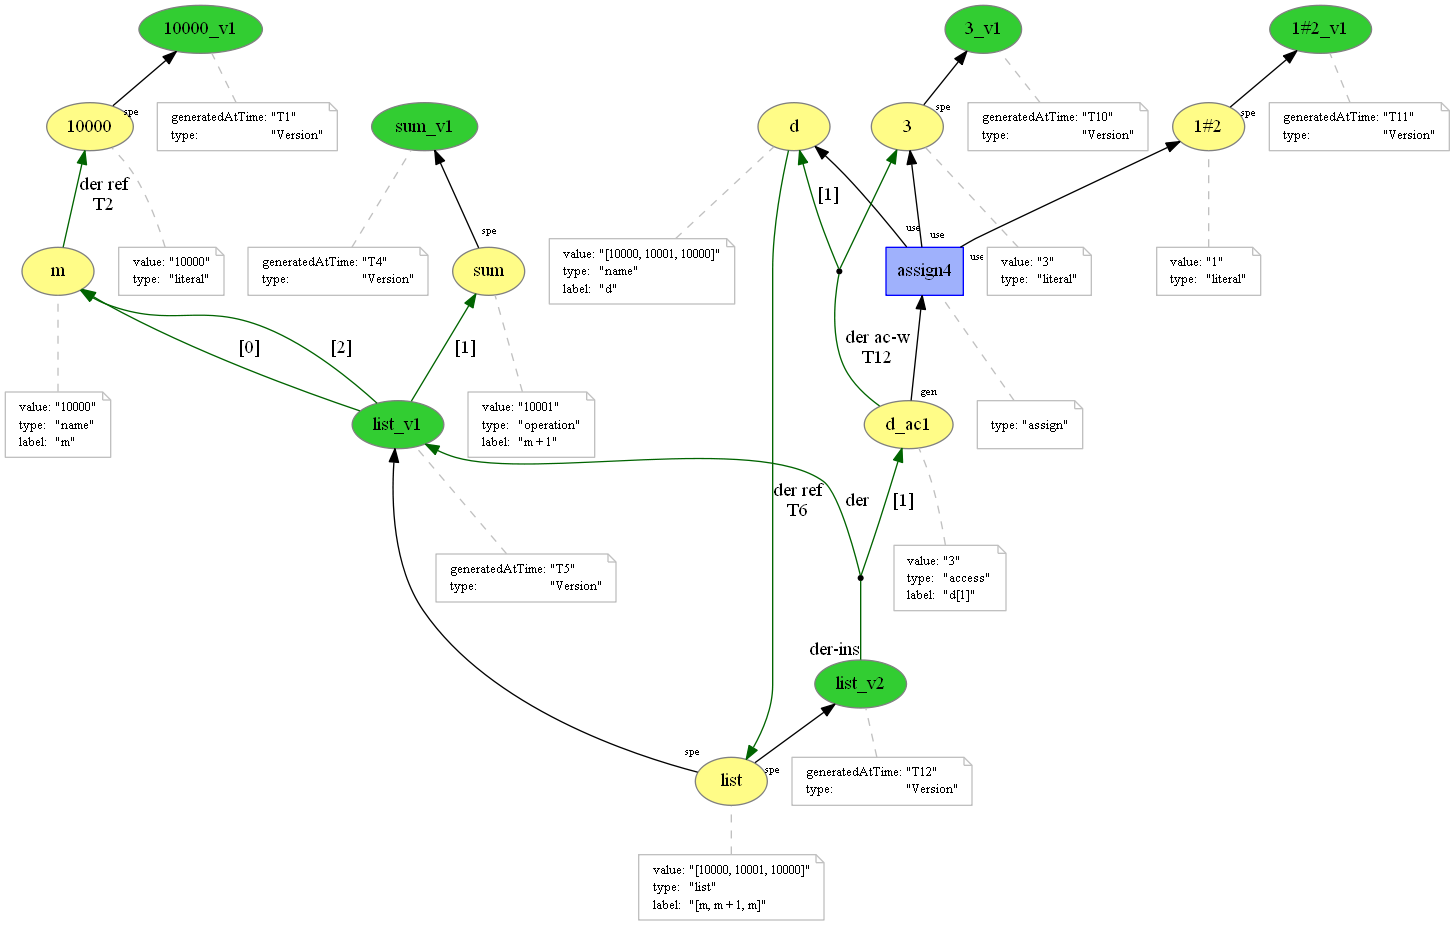 10000_v1
3_v1
1#2_v1
spe
generatedAtTime: "T1"
type: "Version"
10000
sum_v1
d
3
spe
generatedAtTime: "T10"
type: "Version"
1#2
spe
generatedAtTime: "T11"
type: "Version"
der ref
T2
[1]
spe
use
use
use
m
value: "10000"
type: "literal"
generatedAtTime: "T4"
type: "Version"
sum
value: "[10000, 10001, 10000]"
type: "name"
label: "d"
assign4
value: "3"
type: "literal"
value: "1"
type: "literal"
[0]
[2]
[1]
der ac-w
T12
gen
value: "10000"
type: "name"
label: "m"
list_v1
value: "10001"
type: "operation"
label: "m + 1"
d_ac1
type: "assign"
der ref
T6
der
[1]
generatedAtTime: "T5"
type: "Version"
value: "3"
type: "access"
label: "d[1]"
der-ins
list_v2
spe
spe
list
generatedAtTime: "T12"
type: "Version"
value: "[10000, 10001, 10000]"
type: "list"
label: "[m, m + 1, m]"